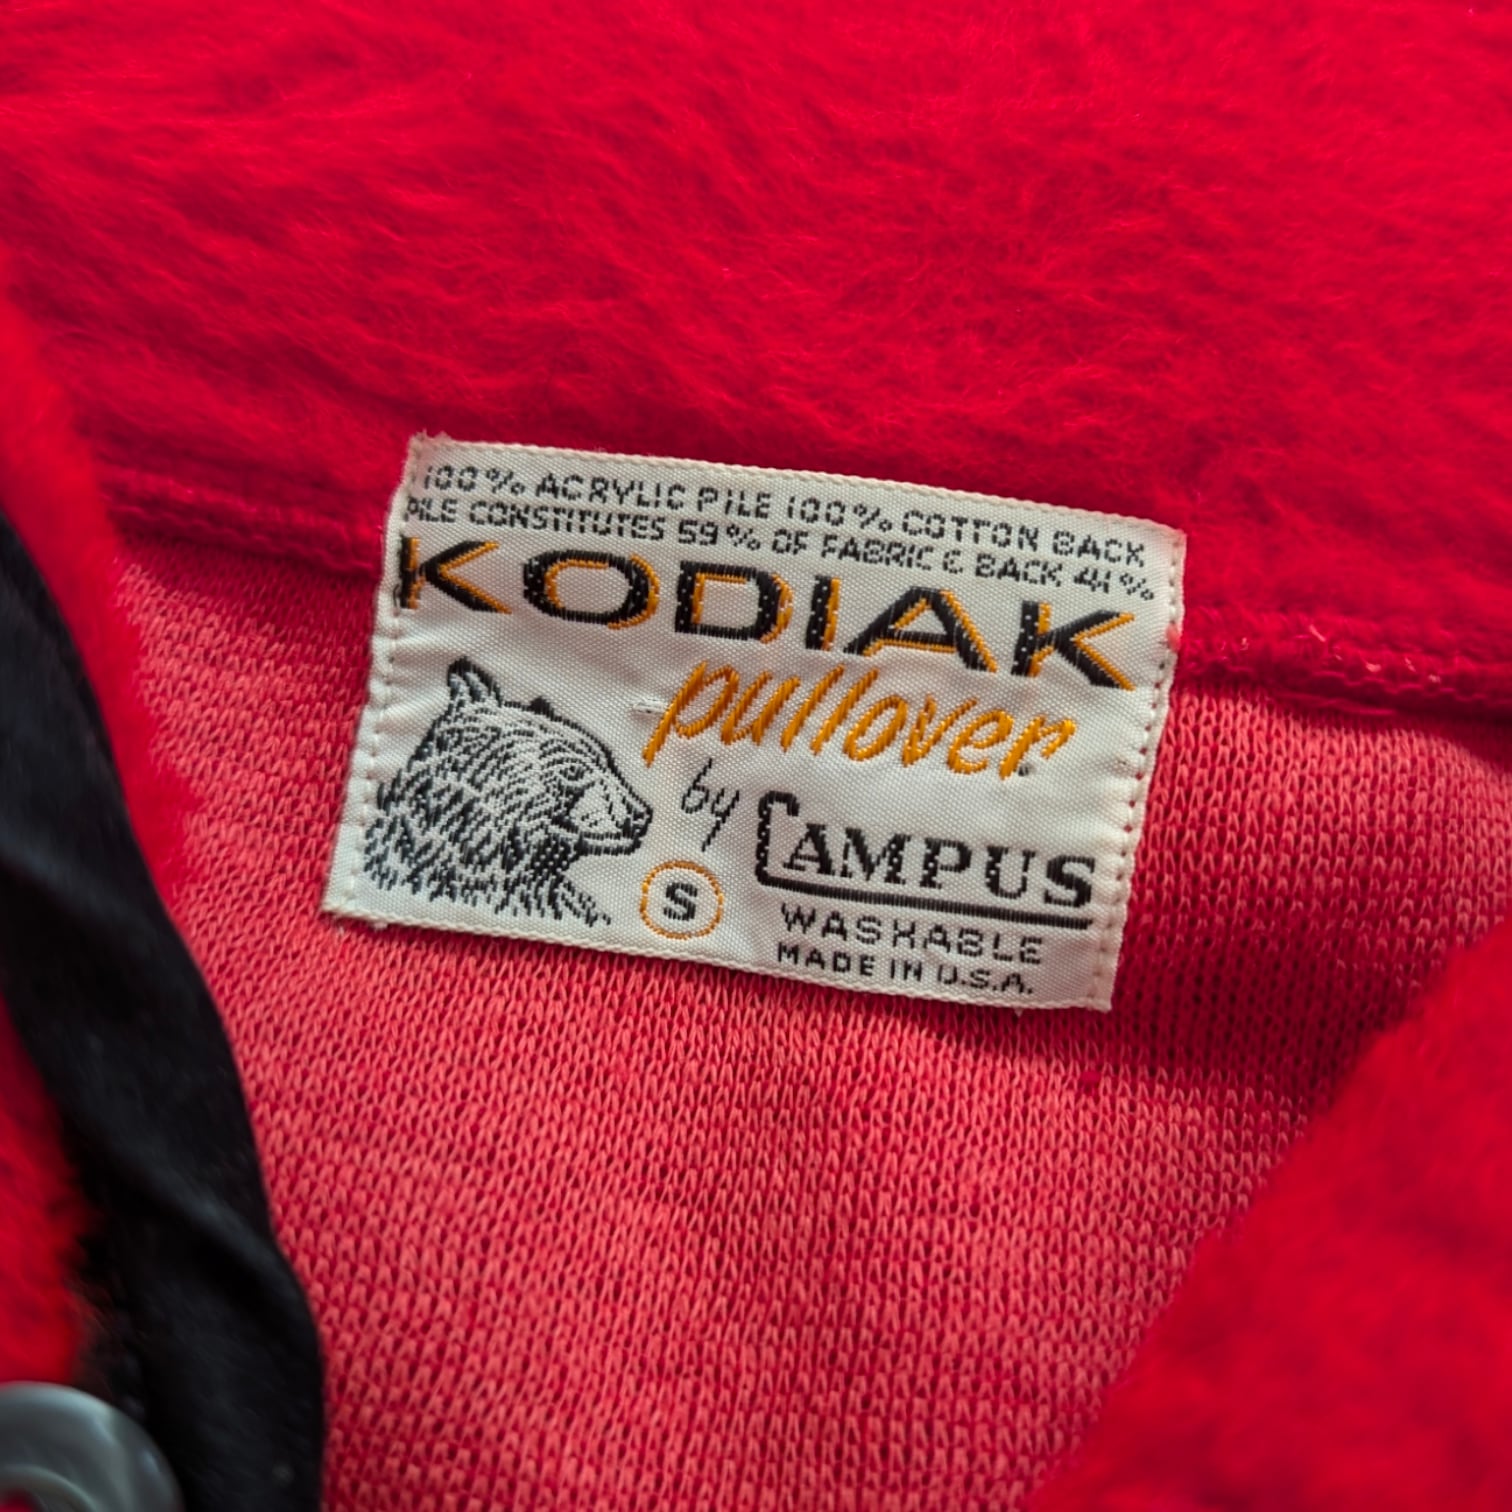 100% ACRYLIC PILE 100% COTTON BACK
PILE CONSTITUTES 59% OF FABRIC & BACK 41%
KODIAK
pullover
by CAMPUS
S
WASHABLE
MADE IN U.S.A.